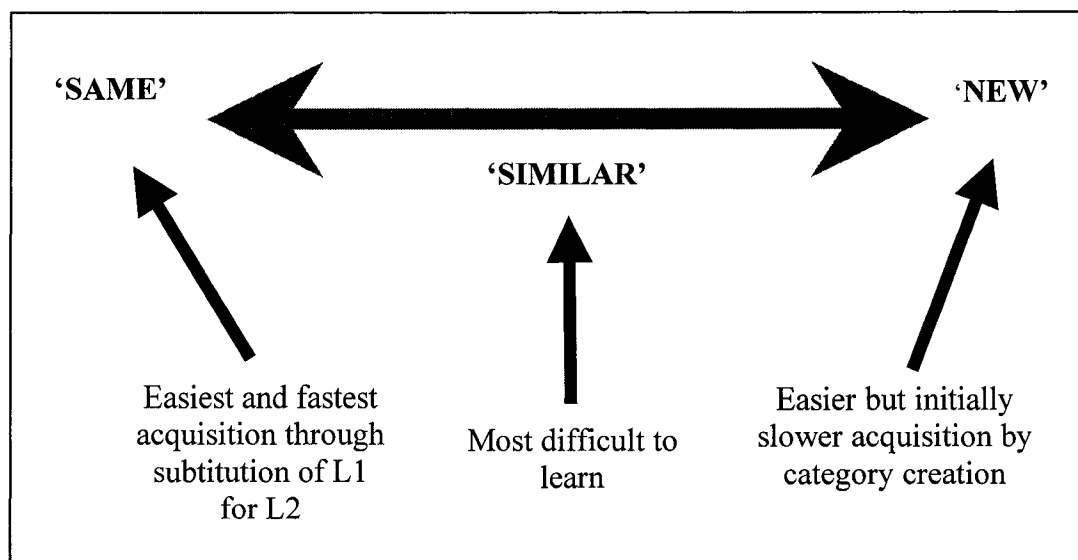 ‘SAME’
‘NEW’
‘SIMILAR’
Easiest and fastest
acquisition through
subtitution of L1
for L2
Most difficult to
learn
Easier but initially
slower acquisition by
category creation